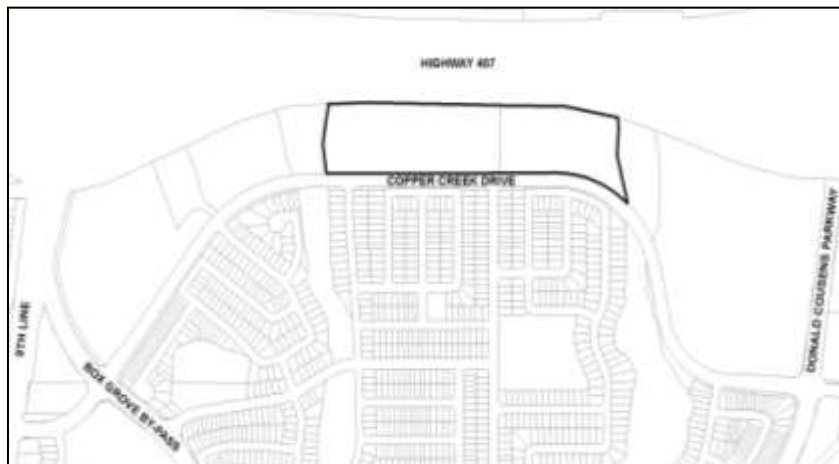 HIGHWAY 407
COPPER CREEK DRIVE
9TH LINE
BOX GROVE BY-PASS
DONALD COUSENS PARKWAY